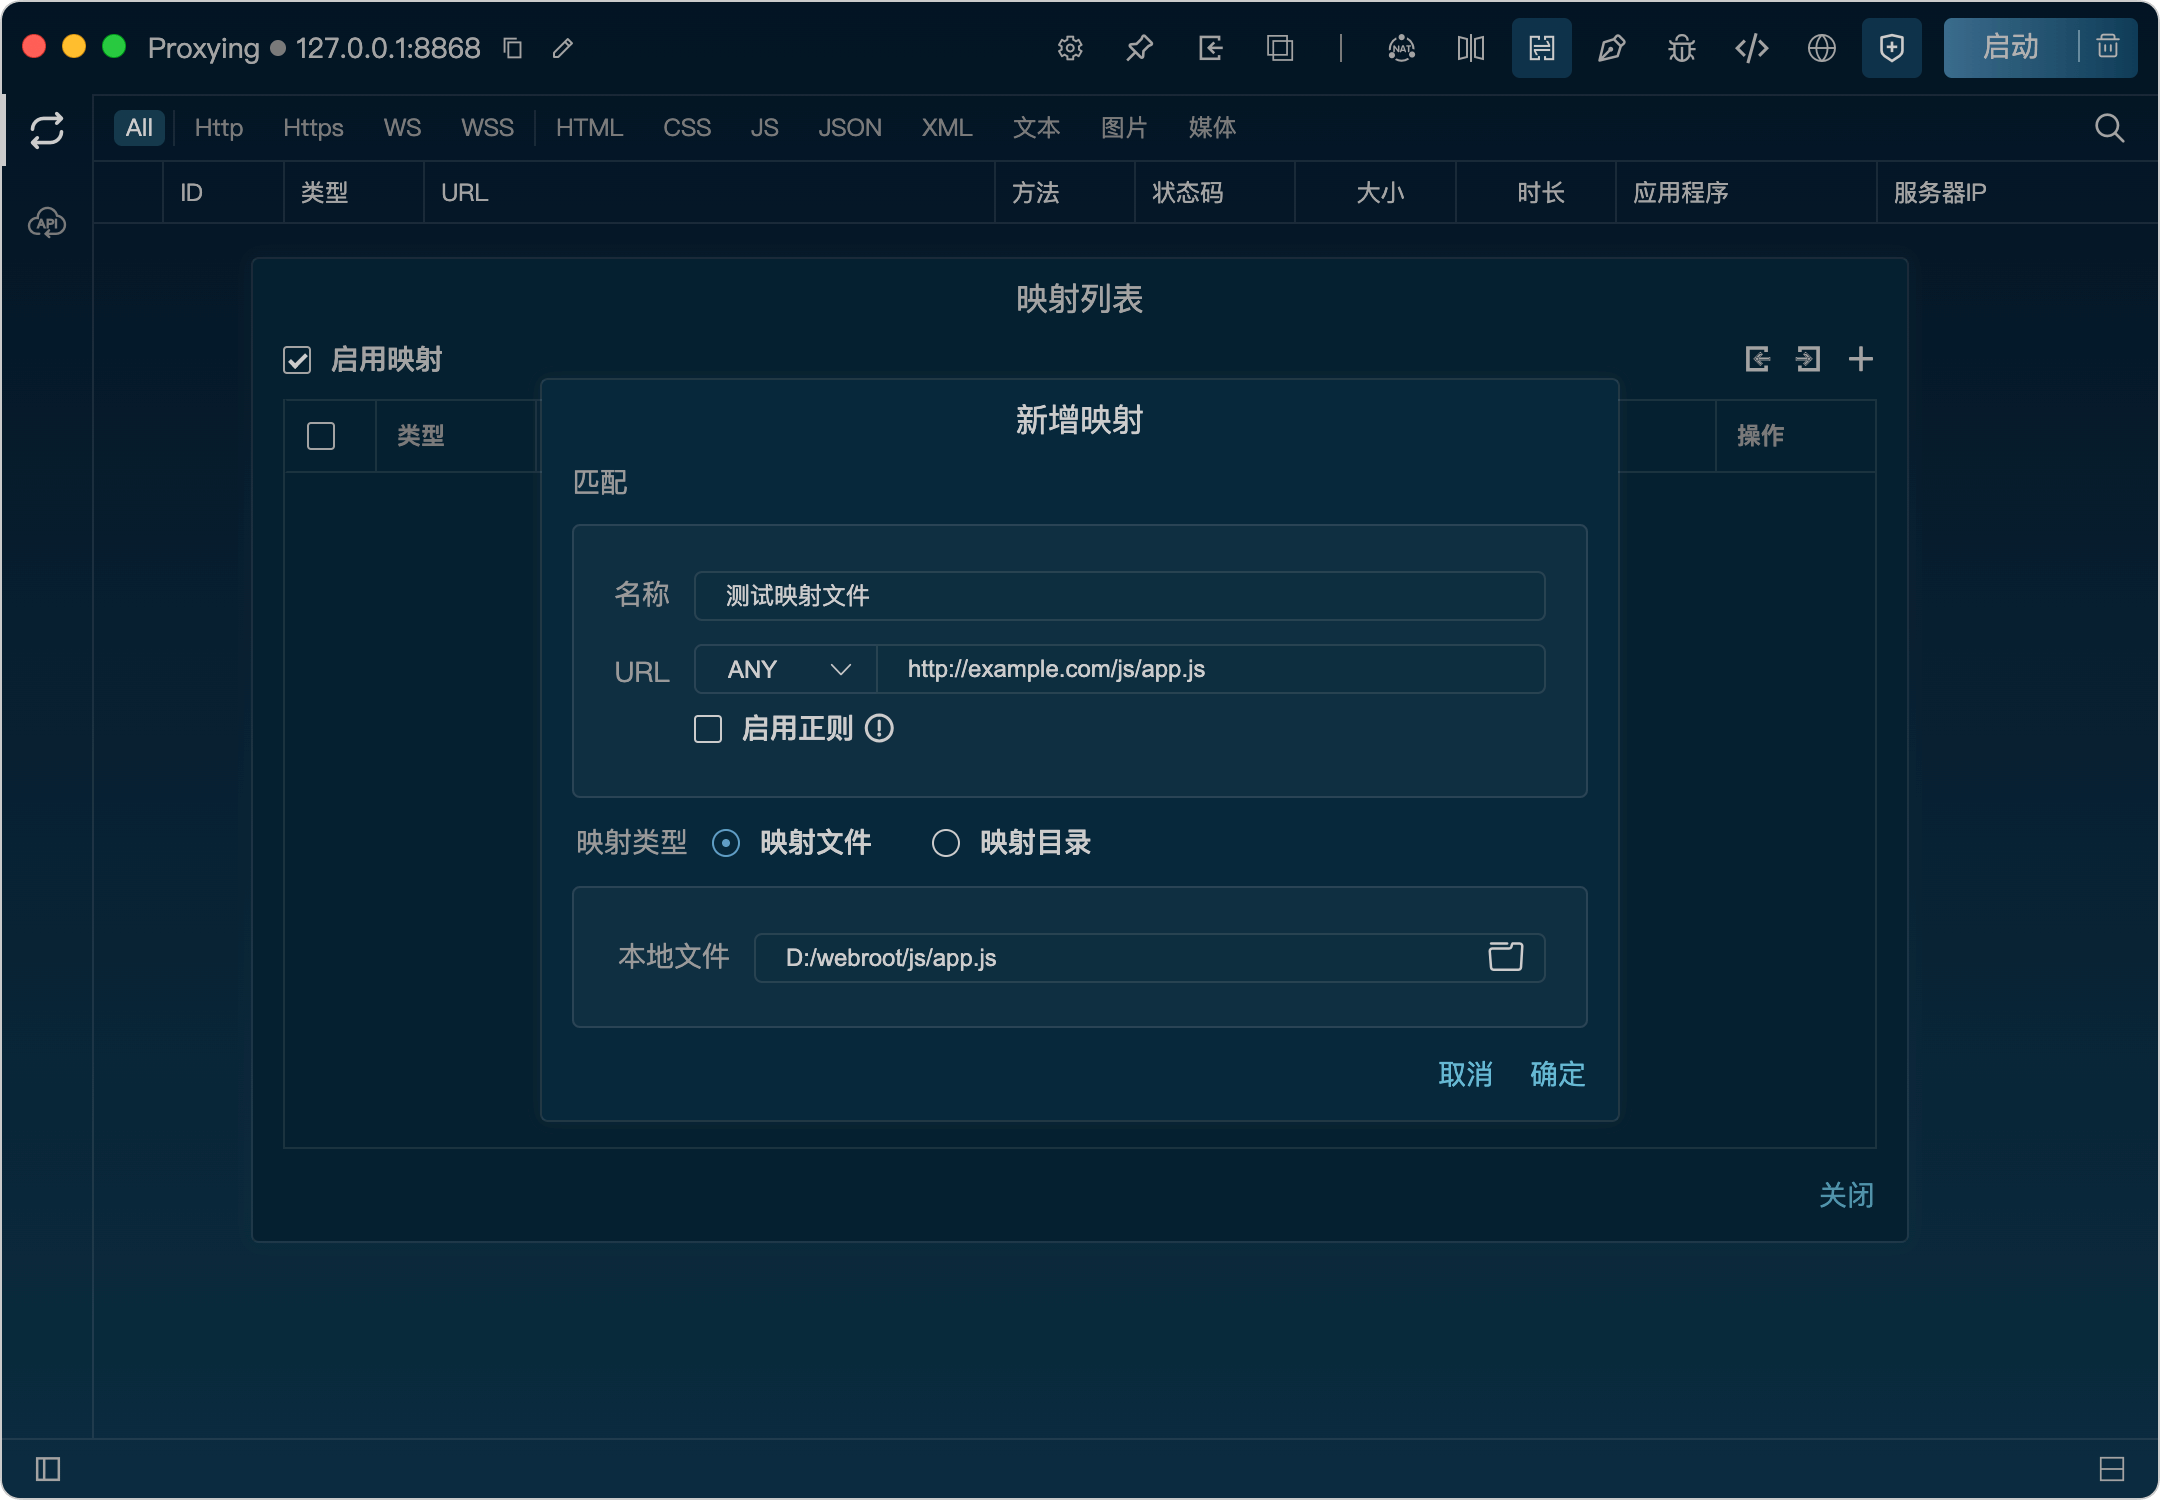 Proxying 127.0.0.1:8868
NAT
启动
All Http Https WS WSS HTML CSS JS JSON XML 文本 图片 媒体
API
ID 类型 URL 方法 状态码 大小 时长 应用程序 服务器IP
映射列表
启用映射
类型 操作
新增映射
匹配
名称 测试映射文件
URL ANY http://example.com/js/app.js
启用正则
映射类型 映射文件 映射目录
本地文件 D:/webroot/js/app.js
取消 确定
关闭